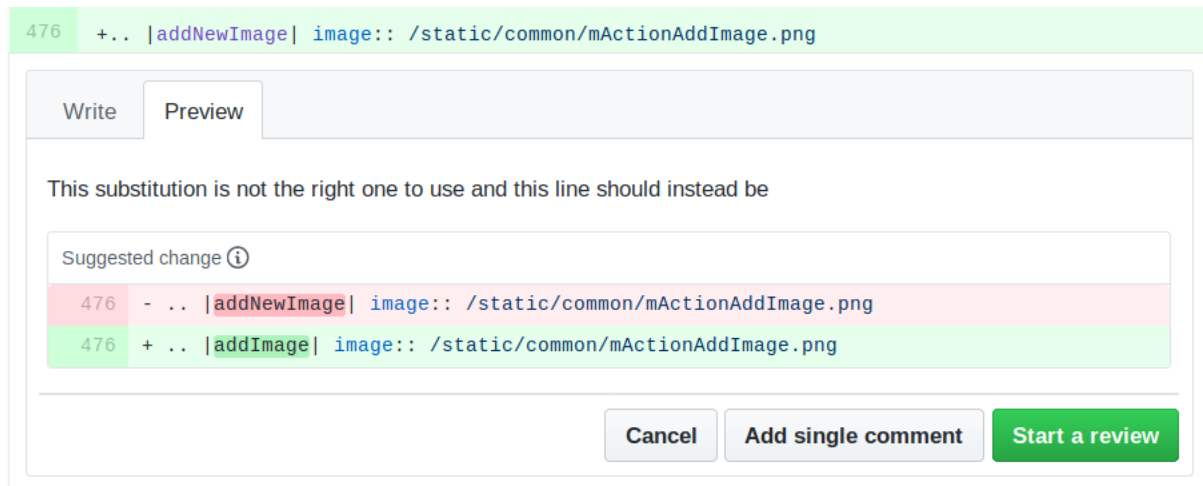 476 +.. |addNewImage| image:: /static/common/mActionAddImage.png
Write Preview
This substitution is not the right one to use and this line should instead be
Suggested change
476 - .. |addNewImage| image:: /static/common/mActionAddImage.png
476 + .. |addImage| image:: /static/common/mActionAddImage.png
Cancel Add single comment Start a review